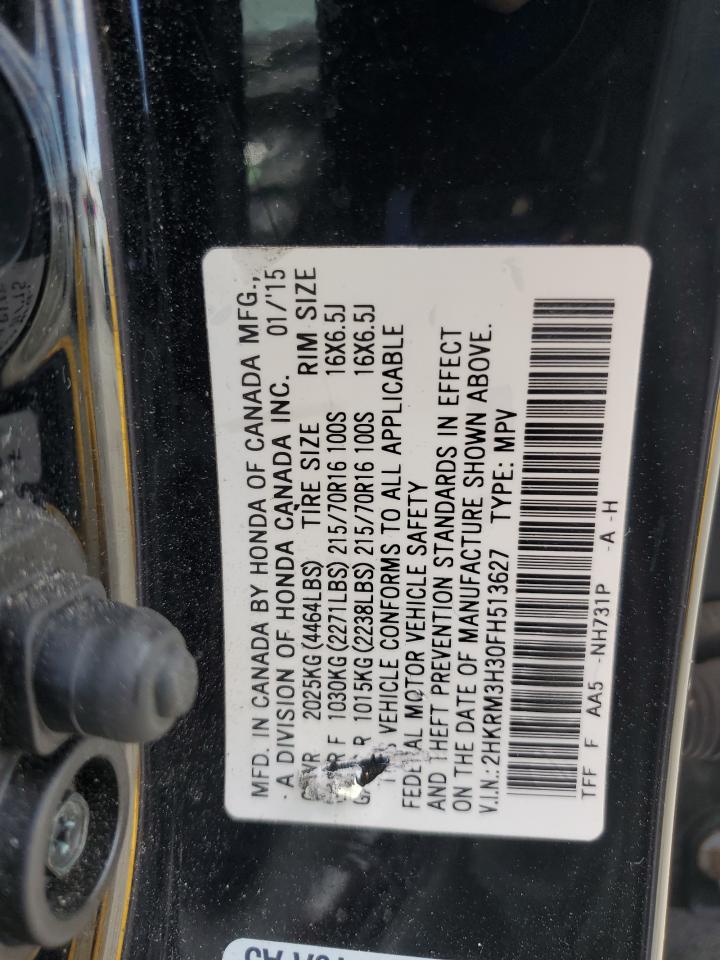 MFD. IN CANADA BY HONDA OF CANADA MFG.,
A DIVISION OF HONDA CANADA INC. 01/'15
2025KG(4464LBS) TIRE SIZE RIM SIZE
F 1030KG(2271LBS) 215/70R16 100S 16X6.5J
R 1015KG(2238LBS) 215/70R16 100S 16X6.5J
VEHICLE CONFORMS TO ALL APPLICABLE
FEDERAL MOTOR VEHICLE SAFETY
AND THEFT PREVENTION STANDARDS IN EFFECT
ON THE DATE OF MANUFACTURE SHOWN ABOVE.
V.I.N.:2HKRM3H30FH513627 TYPE: MPV
TFF F AA5 -NH731P -A -H